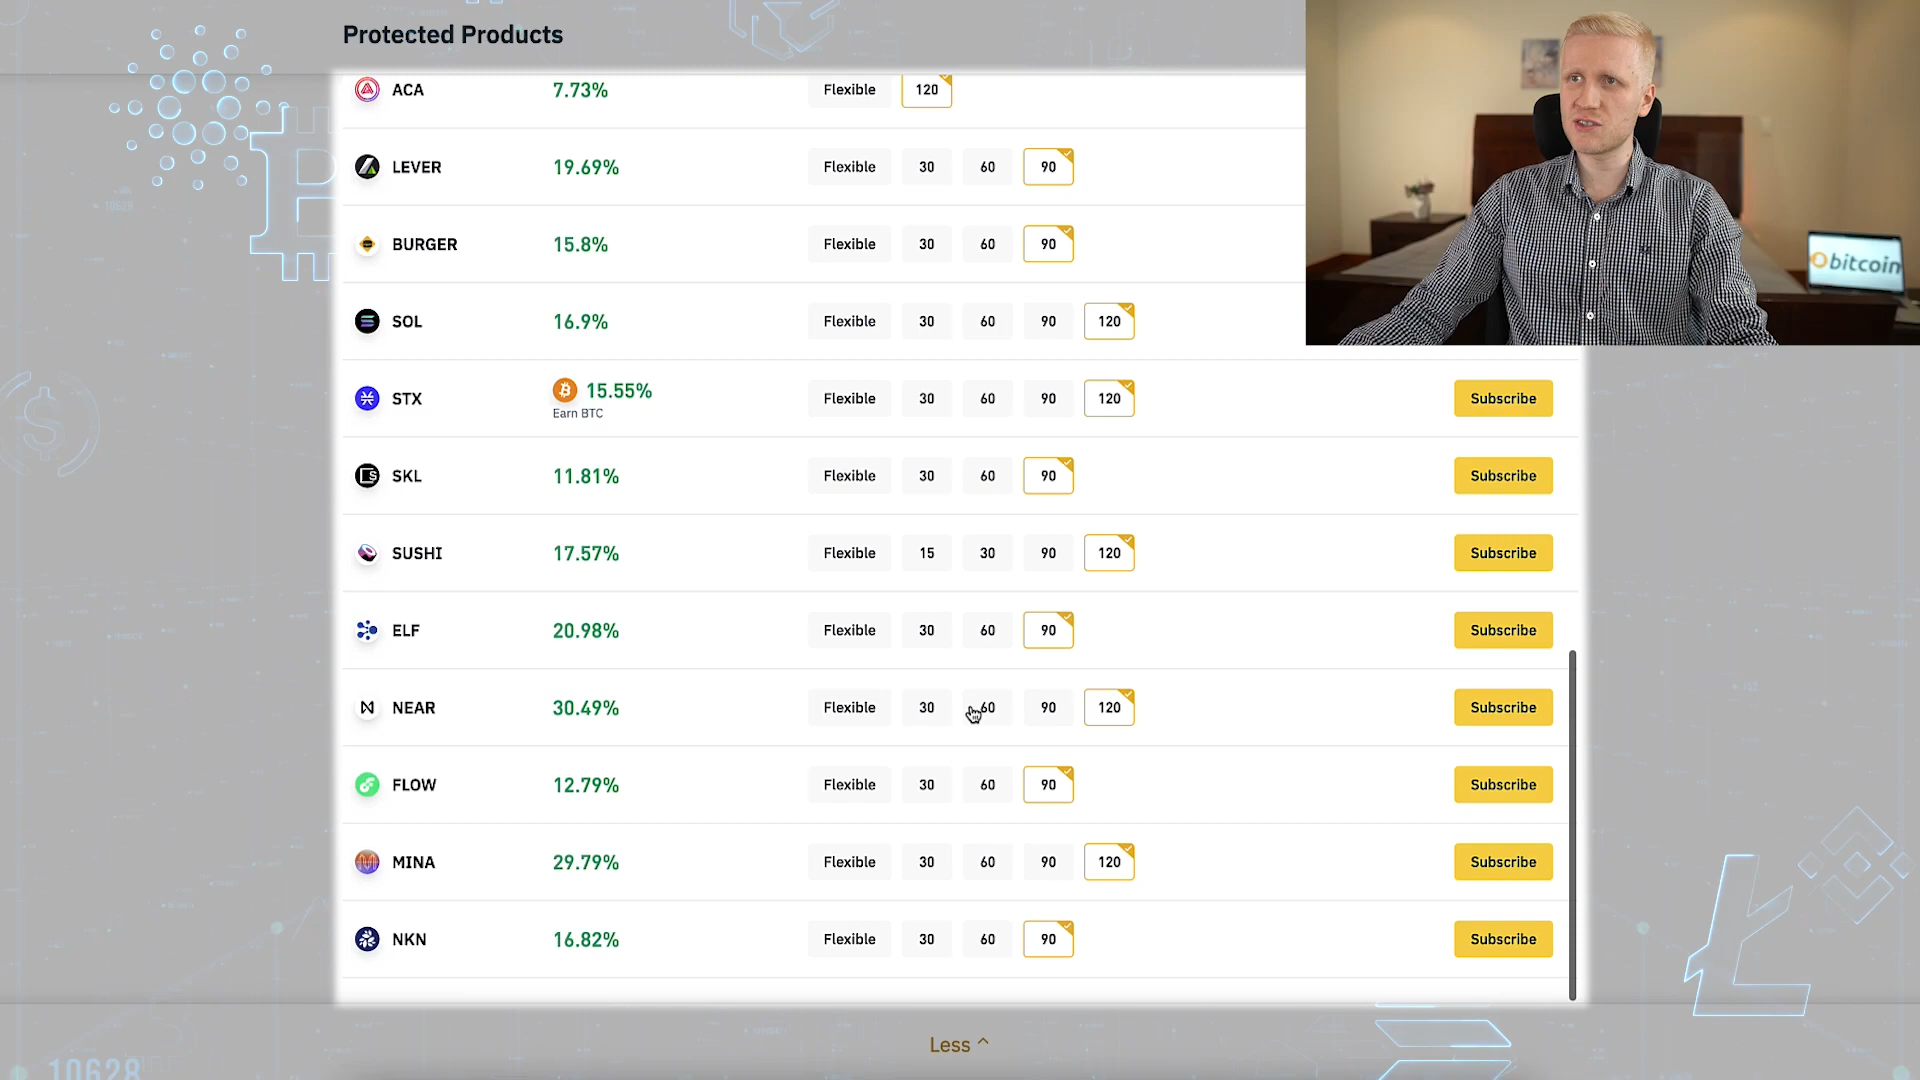 Protected Products
ACA 7.73% Flexible 120
LEVER 19.69% Flexible 30 60 90
BURGER 15.8% Flexible 30 60 90
SOL 16.9% Flexible 30 60 90 120
STX 15.55% Flexible 30 60 90 120 Subscribe
Earn BTC
SKL 11.81% Flexible 30 60 90 Subscribe
SUSHI 17.57% Flexible 15 30 90 120 Subscribe
ELF 20.98% Flexible 30 60 90 Subscribe
NEAR 30.49% Flexible 30 60 90 120 Subscribe
FLOW 12.79% Flexible 30 60 90 Subscribe
MINA 29.79% Flexible 30 60 90 120 Subscribe
NKN 16.82% Flexible 30 60 90 Subscribe
Less
bitcoin
10628
10628